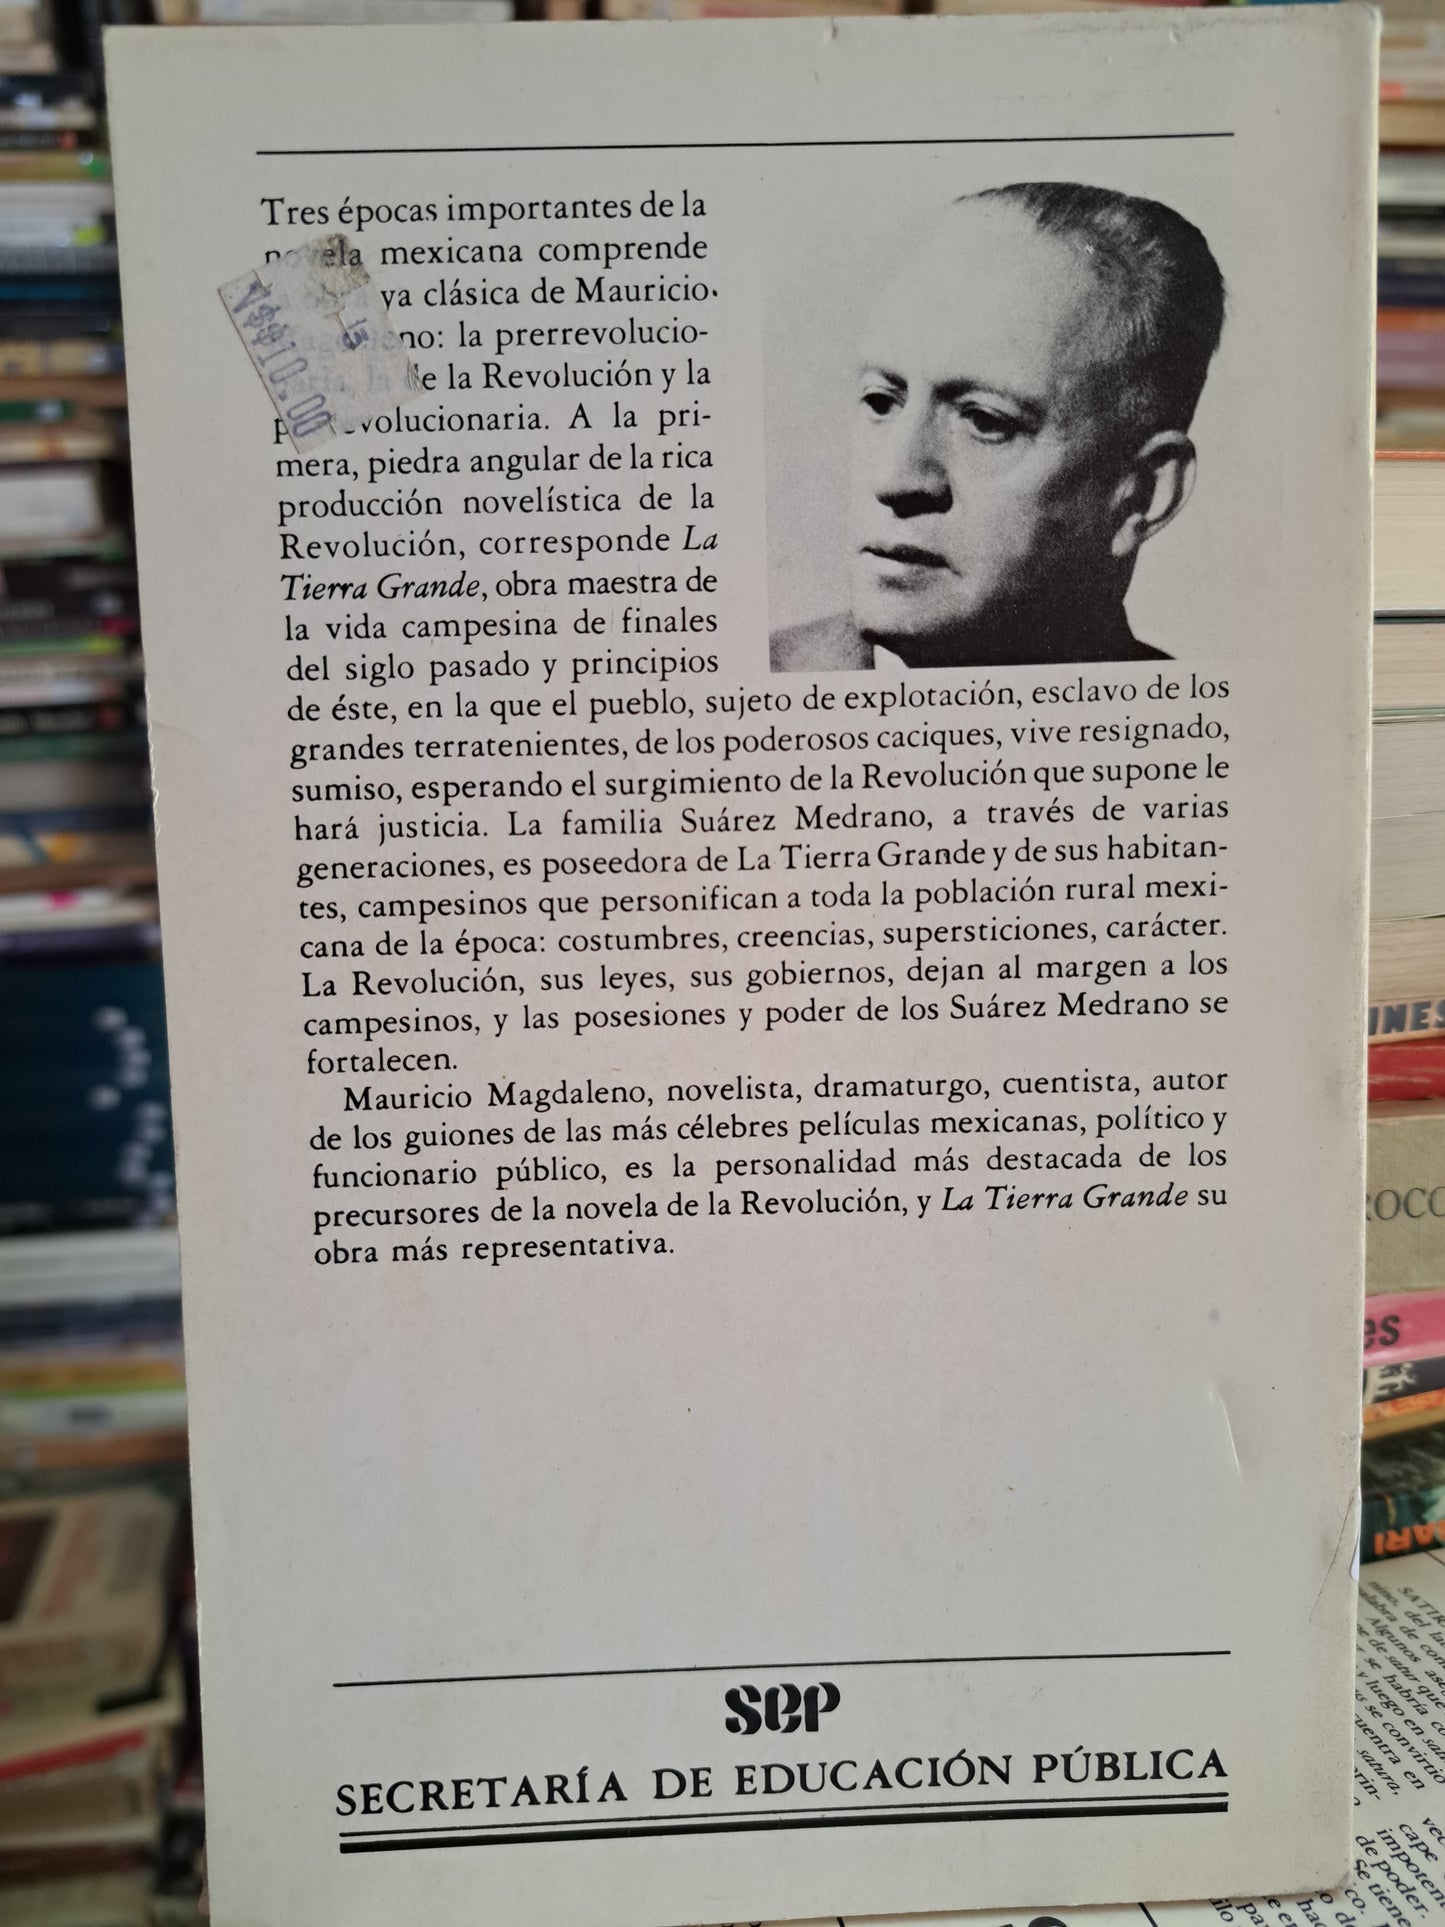 Tres épocas importantes de la
novela mexicana comprende
ya clásica de Mauricio
no: la prerrevolucio-
de la Revolución y la
volucionaria. A la pri-
mera, piedra angular de la rica
producción novelística de la
Revolución, corresponde La
Tierra Grande, obra maestra de
la vida campesina de finales
del siglo pasado y principios
de éste, en la que el pueblo, sujeto de explotación, esclavo de los
grandes terratenientes, de los poderosos caciques, vive resignado,
sumiso, esperando el surgimiento de la Revolución que supone le
hará justicia. La familia Suárez Medrano, a través de varias
generaciones, es poseedora de La Tierra Grande y de sus habitan-
tes, campesinos que personifican a toda la población rural mexi-
cana de la época: costumbres, creencias, supersticiones, carácter.
La Revolución, sus leyes, sus gobiernos, dejan al margen a los
campesinos, y las posesiones y poder de los Suárez Medrano se
fortalecen.
Mauricio Magdaleno, novelista, dramaturgo, cuentista, autor
de los guiones de las más célebres películas mexicanas, político y
funcionario público, es la personalidad más destacada de los
precursores de la novela de la Revolución, y La Tierra Grande su
obra más representativa.
sep
SECRETARÍA DE EDUCACIÓN PÚBLICA